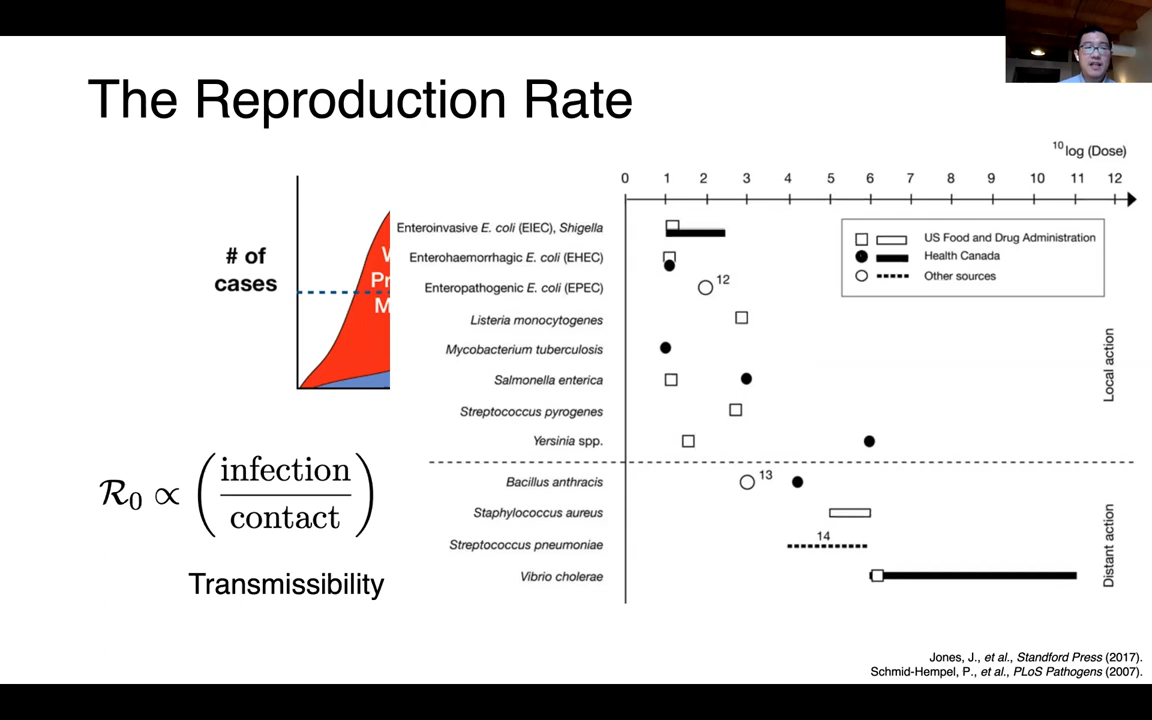 The Reproduction Rate
# of
cases
W
Pr
M
R0 ∝ (infection/contact)
Transmissibility
10log (Dose)
0 1 2 3 4 5 6 7 8 9 10 11 12
Enteroinvasive E. coli (EIEC), Shigella
Enterohaemorrhagic E. coli (EHEC)
Enteropathogenic E. coli (EPEC)
12
Listeria monocytogenes
Mycobacterium tuberculosis
Salmonella enterica
Streptococcus pyrogenes
Yersinia spp.
Bacillus anthracis
13
Staphylococcus aureus
Streptococcus pneumoniae
14
Vibrio cholerae
US Food and Drug Administration
Health Canada
Other sources
Local action
Distant action
Jones, J., et al., Standford Press (2017).
Schmid-Hempel, P., et al., PLoS Pathogens (2007).